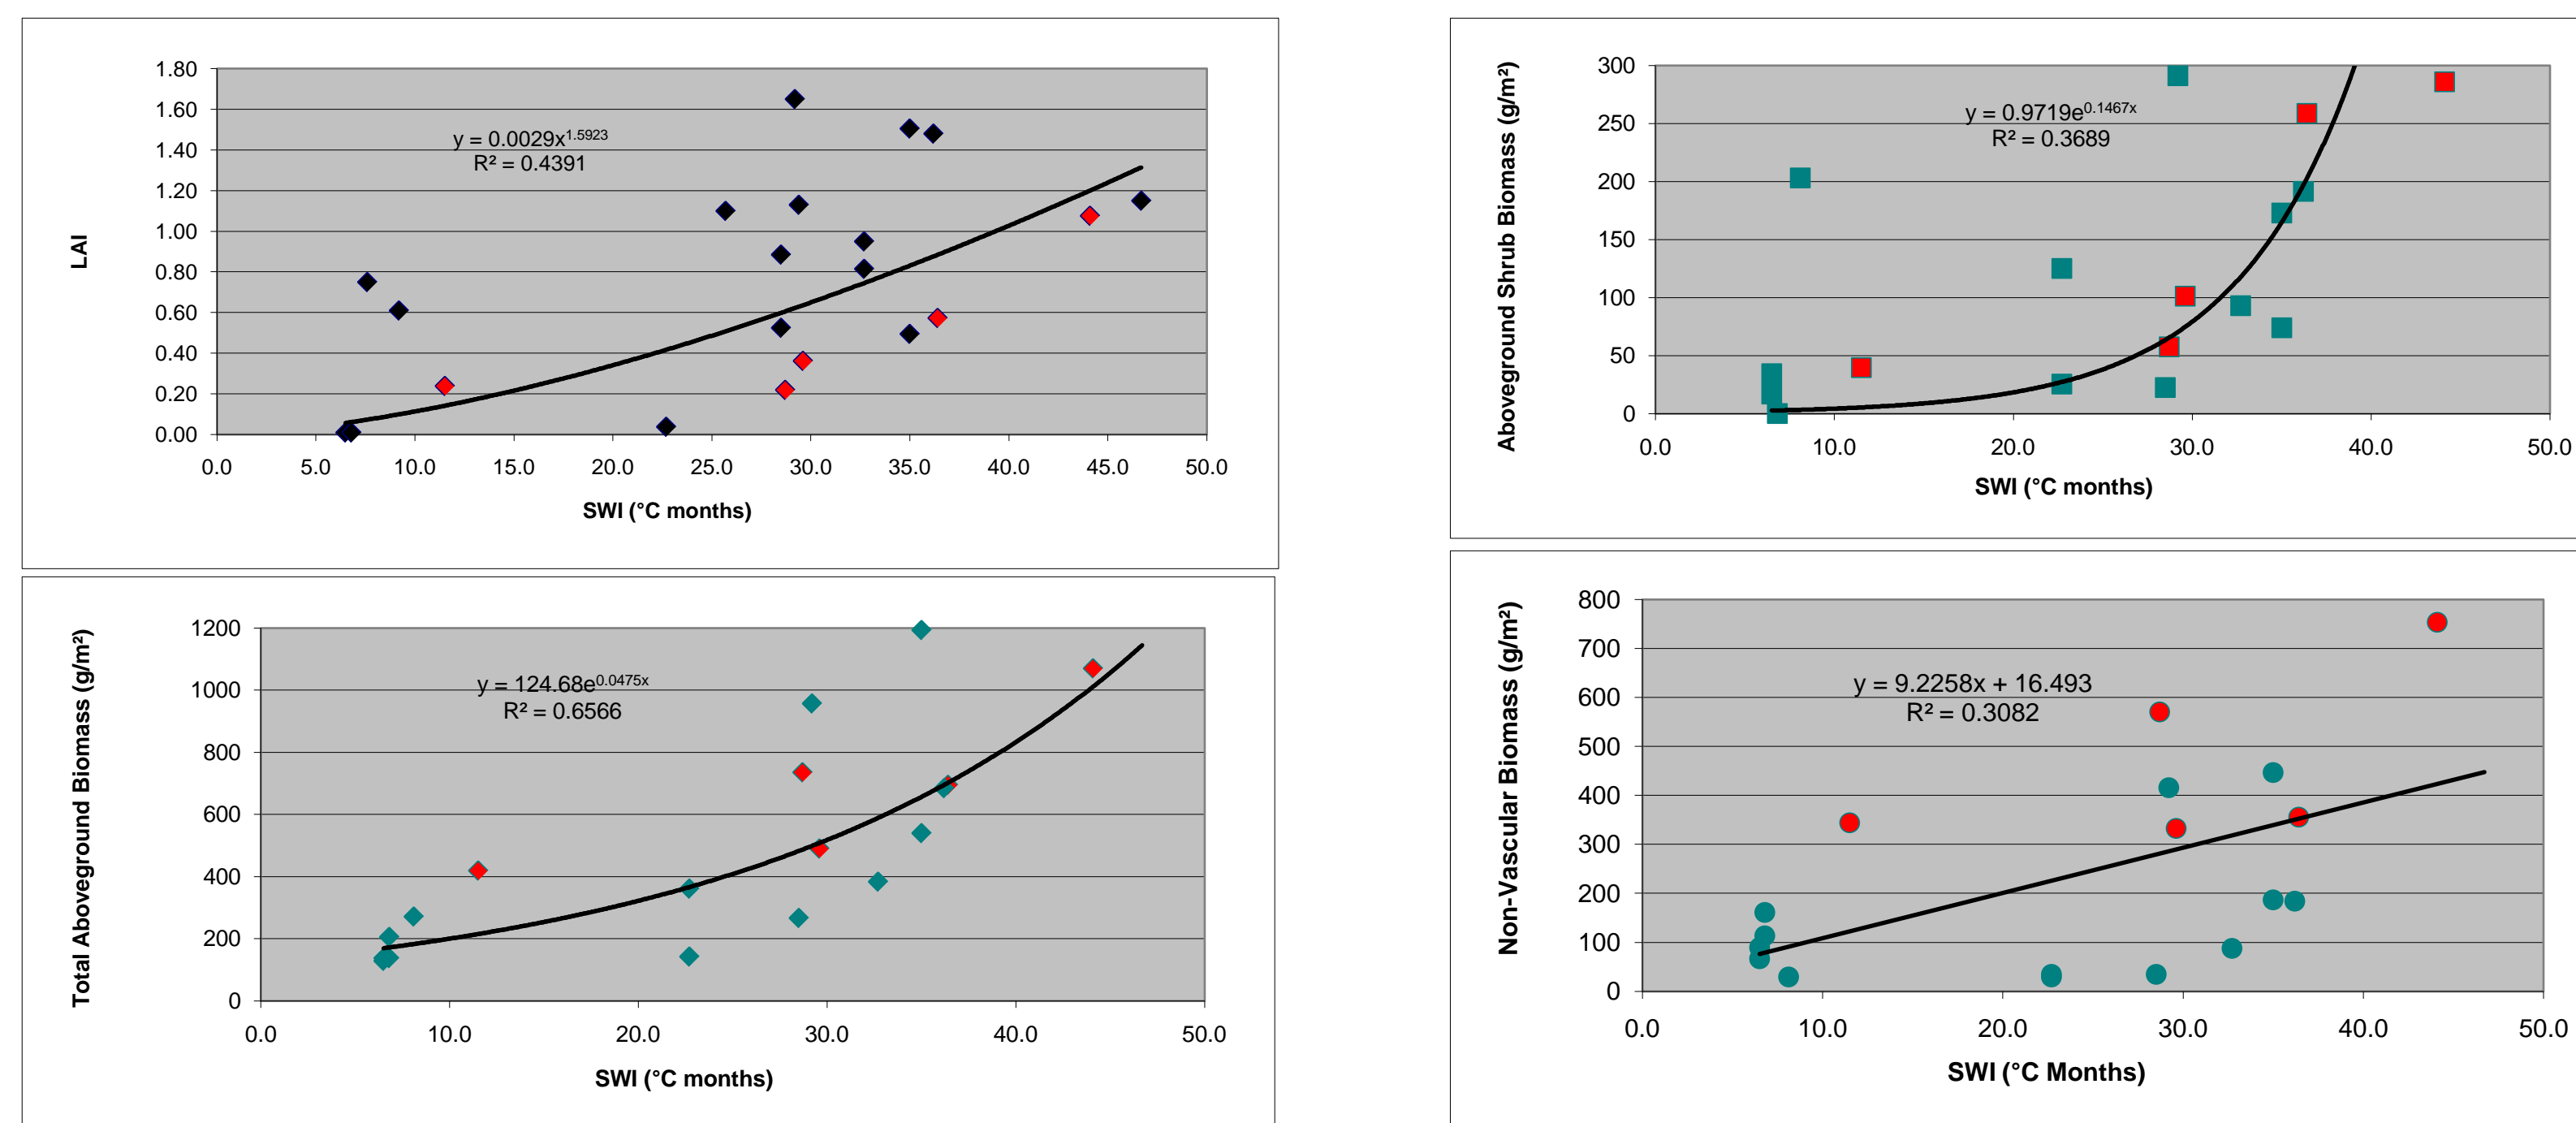 LAI
1.80
1.60
1.40
1.20
1.00
0.80
0.60
0.40
0.20
0.00
y = 0.0029x^1.5923
R² = 0.4391
0.0 5.0 10.0 15.0 20.0 25.0 30.0 35.0 40.0 45.0 50.0
SWI (°C months)
Aboveground Shrub Biomass (g/m²)
300
250
200
150
100
50
0
y = 0.9719e^0.1467x
R² = 0.3689
0.0 10.0 20.0 30.0 40.0 50.0
SWI (°C months)
Total Aboveground Biomass (g/m²)
1200
1000
800
600
400
200
0
y = 124.68e^0.0475x
R² = 0.6566
0.0 10.0 20.0 30.0 40.0 50.0
SWI (°C months)
Non-Vascular Biomass (g/m²)
800
700
600
500
400
300
200
100
0
y = 9.2258x + 16.493
R² = 0.3082
0.0 10.0 20.0 30.0 40.0 50.0
SWI (°C Months)